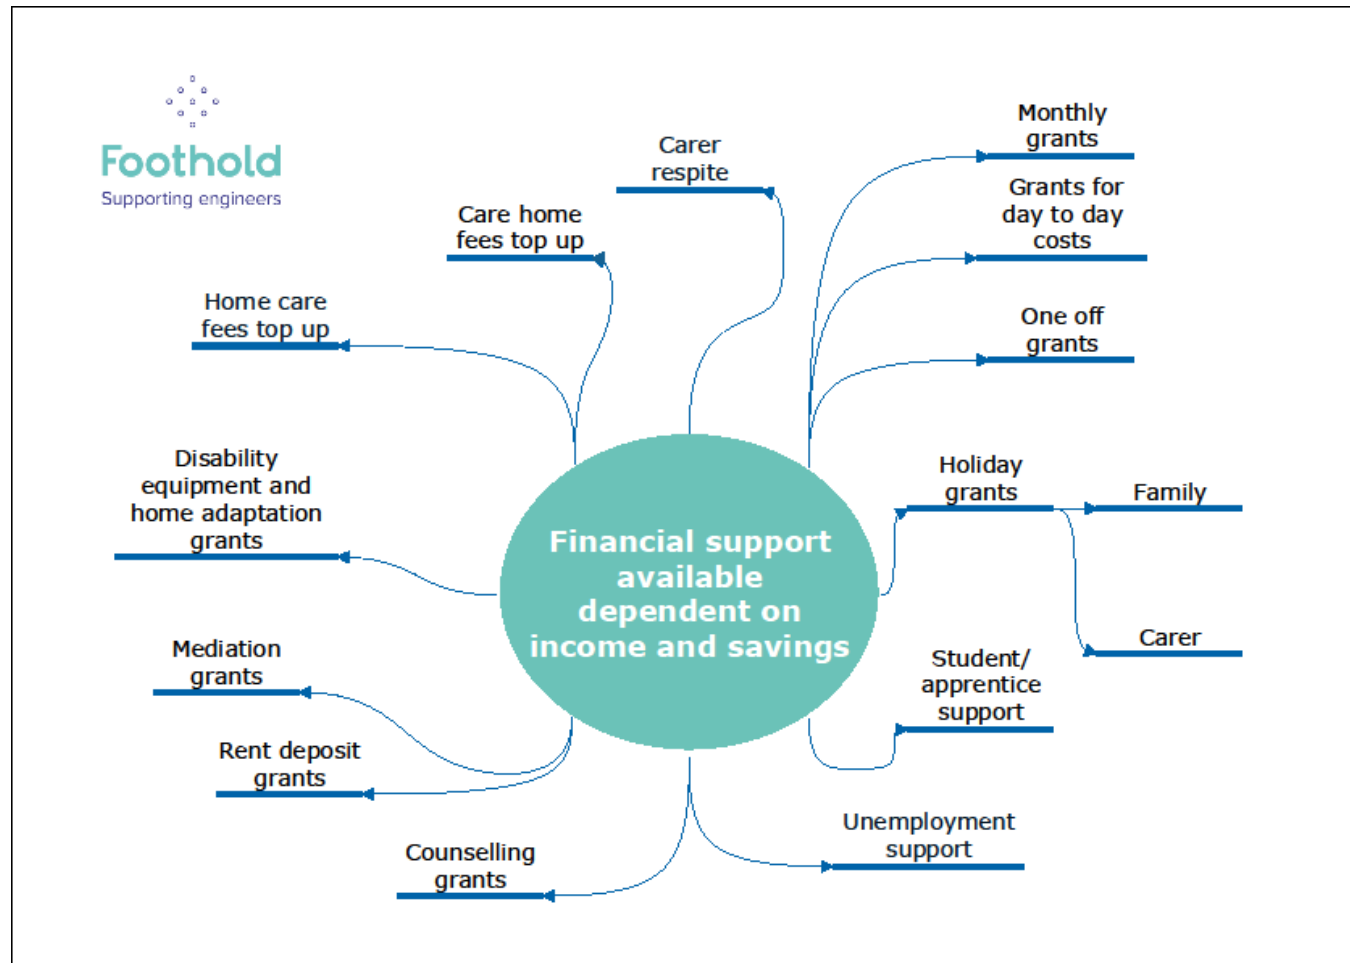 Foothold
Supporting engineers
Carer
respite
Monthly
grants
Care home
fees top up
Grants for
day to day
costs
Home care
fees top up
One off
grants
Disability
equipment and
home adaptation
grants
Holiday
grants
Family
Financial support
available
dependent on
income and savings
Carer
Mediation
grants
Student/
apprentice
support
Rent deposit
grants
Unemployment
support
Counselling
grants